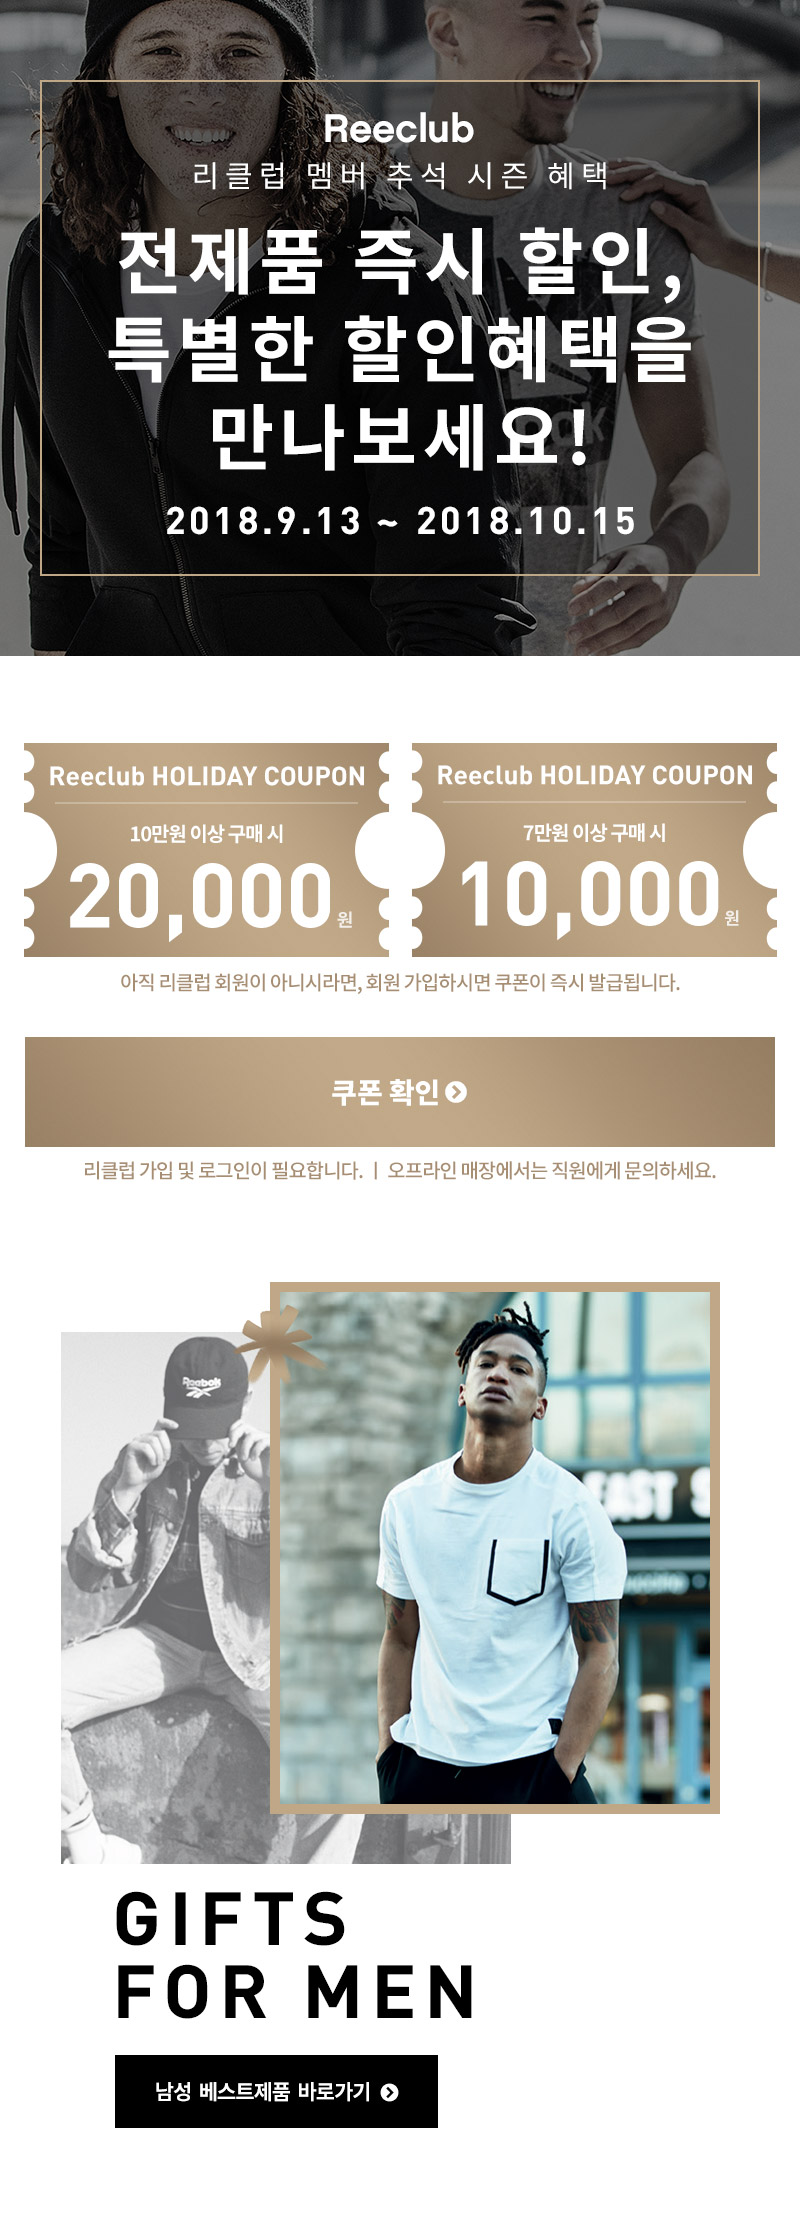 Reeclub
리클럽 멤버 추석 시즌 혜택
전제품 즉시 할인,
특별한 할인혜택을
만나보세요!
2018.9.13 ~ 2018.10.15
Reeclub HOLIDAY COUPON
10만원 이상 구매 시
20,000 원
Reeclub HOLIDAY COUPON
7만원 이상 구매 시
10,000 원
아직 리클럽 회원이 아니시라면, 회원 가입하시면 쿠폰이 즉시 발급됩니다.
쿠폰 확인
리클럽 가입 및 로그인이 필요합니다. ㅣ 오프라인 매장에서는 직원에게 문의하세요.
Reebok
EAST S
GIFTS
FOR MEN
남성 베스트제품 바로가기